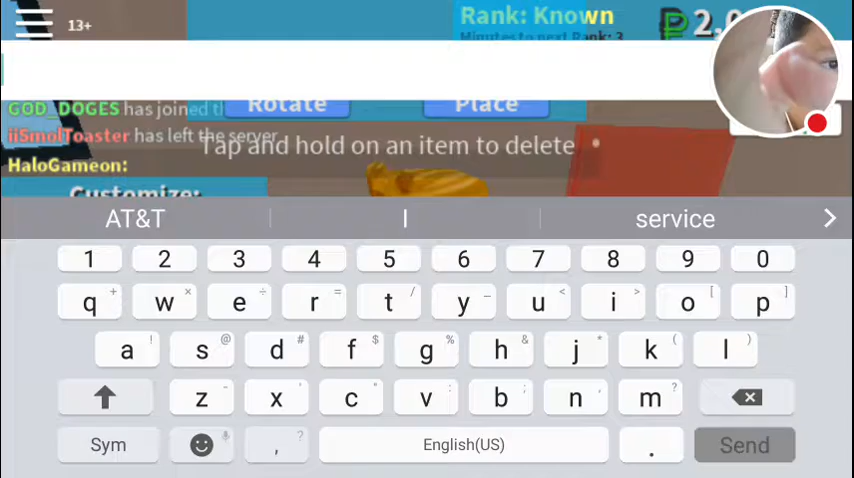 Rank: Known
13+
Minutes to next Rank: 3
GOD_DOGES has joined
Rotate
Place
iiSmolToaster has left the server
Tap and hold on an item to delete
HaloGameon:
Customize:
AT&T I service
1 2 3 4 5 6 7 8 9 0
q + w × e ÷ r = t / y _ u < i > o [ p ]
a ! s @ d # f $ g % h & j * k ( l )
z - x ' c " v : b ; n , m ?
Sym , ? English(US) . Send